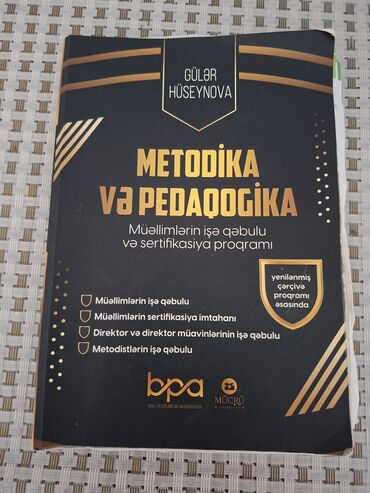 GÜLƏR
HÜSEYNOVA
METODİKA
VƏ PEDAQOGİKA
Müəllimlərin işə qəbulu
və sertifikasiya proqramı
yenilənmiş
çərçivə
proqramı
əsasında
Müəllimlərin işə qəbulu
Müəllimlərin sertifikasiya imtahanı
Direktor və direktor müavinlərinin işə qəbulu
Metodistlərin işə qəbulu
bpa
MÜCRÜ